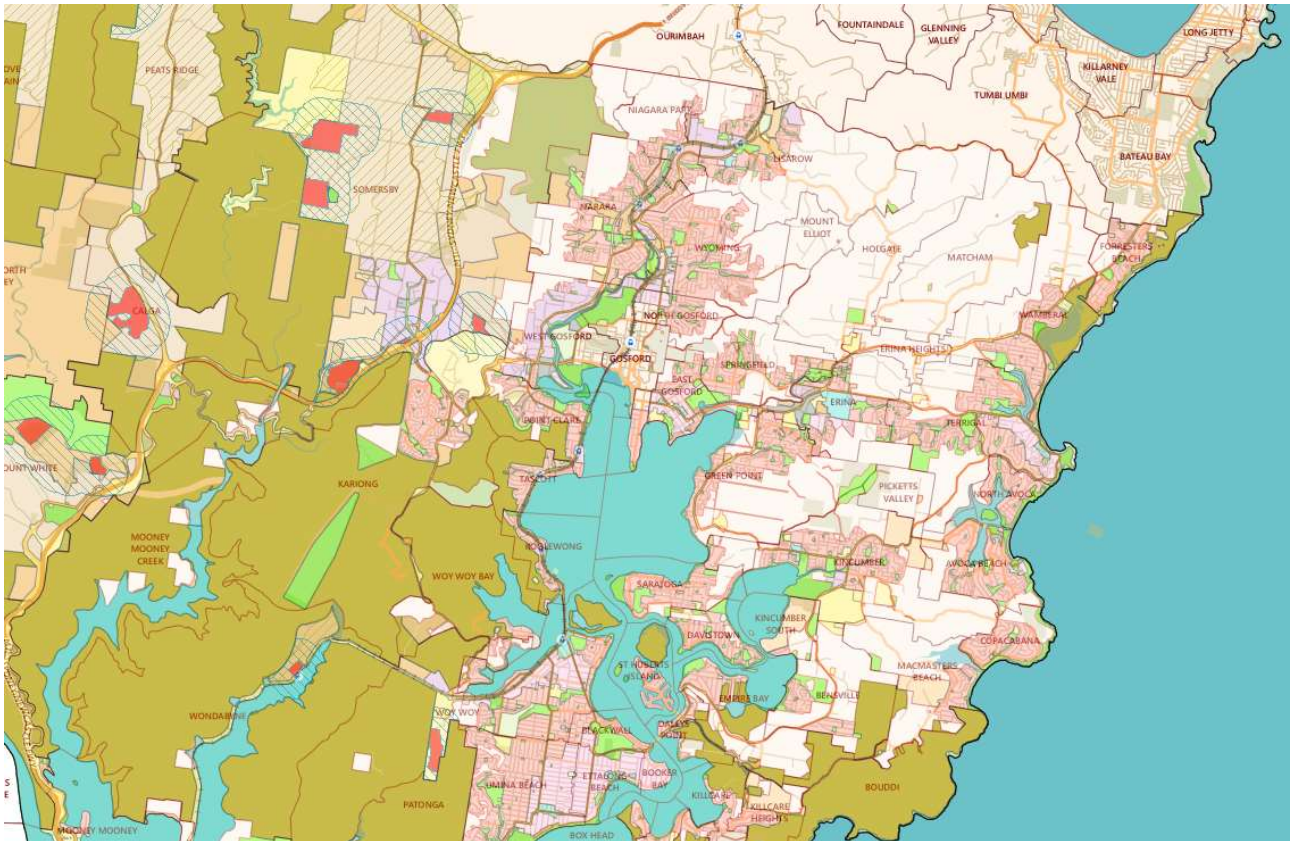 OURIMBAH
FOUNTAINDALE
GLENNING
VALLEY
LONG JETTY
KILLARNEY
VALE
TUMBI UMBI
PEATS RIDGE
NIAGARA PARK
LISAROW
BATEAU BAY
SOMERSBY
NARARA
WYOMING
MOUNT
ELLIOT
HOLGATE
MATCHAM
FORRESTERS
BEACH
CALGA
WEST GOSFORD
NORTH GOSFORD
WAMBERAL
GOSFORD
ERINA HEIGHTS
SPRINGFIELD
EAST
GOSFORD
ERINA
POINT CLARE
TERRIGAL
OUNT WHITE
KARIONG
TASCOTT
GREEN POINT
PICKETTS
VALLEY
NORTH AVOCA
MOONEY
MOONEY
CREEK
KOOLEWONG
WOY WOY BAY
KINCUMBER
AVOCA BEACH
SARATOGA
KINCUMBER
SOUTH
DAVISTOWN
COPACABANA
ST HUBERTS
ISLAND
MACMASTERS
BEACH
EMPIRE BAY
BENSVILLE
WONDABYNE
WOY WOY
BLACKWALL
DALEYS
POINT
UMINA BEACH
ETTALONG
BEACH
BOOKER
BAY
BOUDDI
PATONGA
KILLCARE
KILLCARE
HEIGHTS
MOONEY MOONEY
BOX HEAD